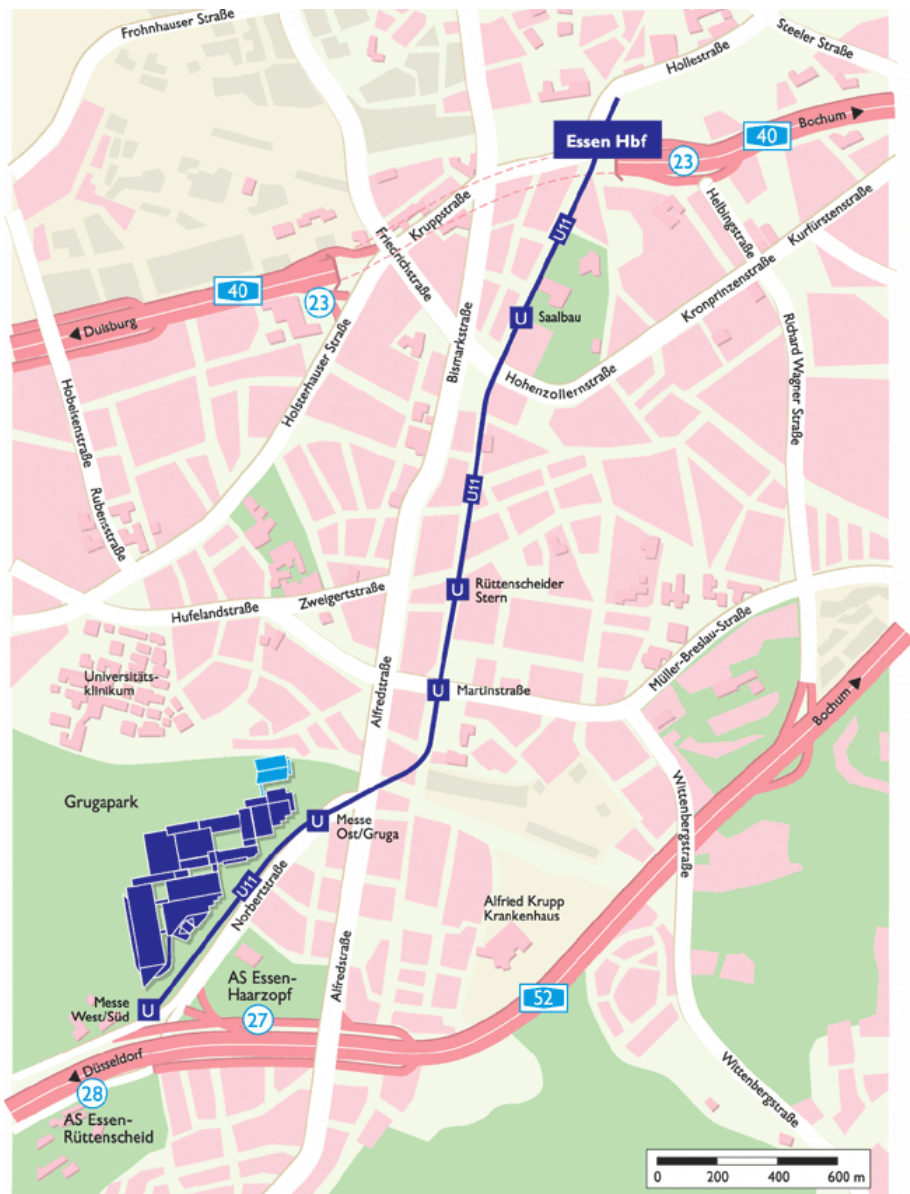 Frohnhauser Straße
Steeler Straße
Hollestraße
Bochum
40
Essen Hbf
23
Helbingstraße
Kurfürstenstraße
Kruppstraße
U11
Friedrichstraße
Kronprinzenstraße
40
23
Duisburg
U
Saalbau
Bismarkstraße
Richard Wagner Straße
Holsterhauser Straße
Hohenzollernstraße
Hobeisenstraße
U11
Rubensstraße
U
Rüttenscheider
Stern
Zweigertstraße
Hufelandstraße
Müller-Breslau-Straße
Universitäts-
klinikum
Alfredstraße
U
Martinstraße
Bochum
Grugapark
Wittenbergstraße
U
Messe
Ost/Gruga
U11
Norbertstraße
Alfried Krupp
Krankenhaus
AS Essen-
Haarzopf
27
Alfredstraße
52
Messe
West/Süd
U
Düsseldorf
28
AS Essen-
Rüttenscheid
Wittenbergstraße
0 200 400 600 m